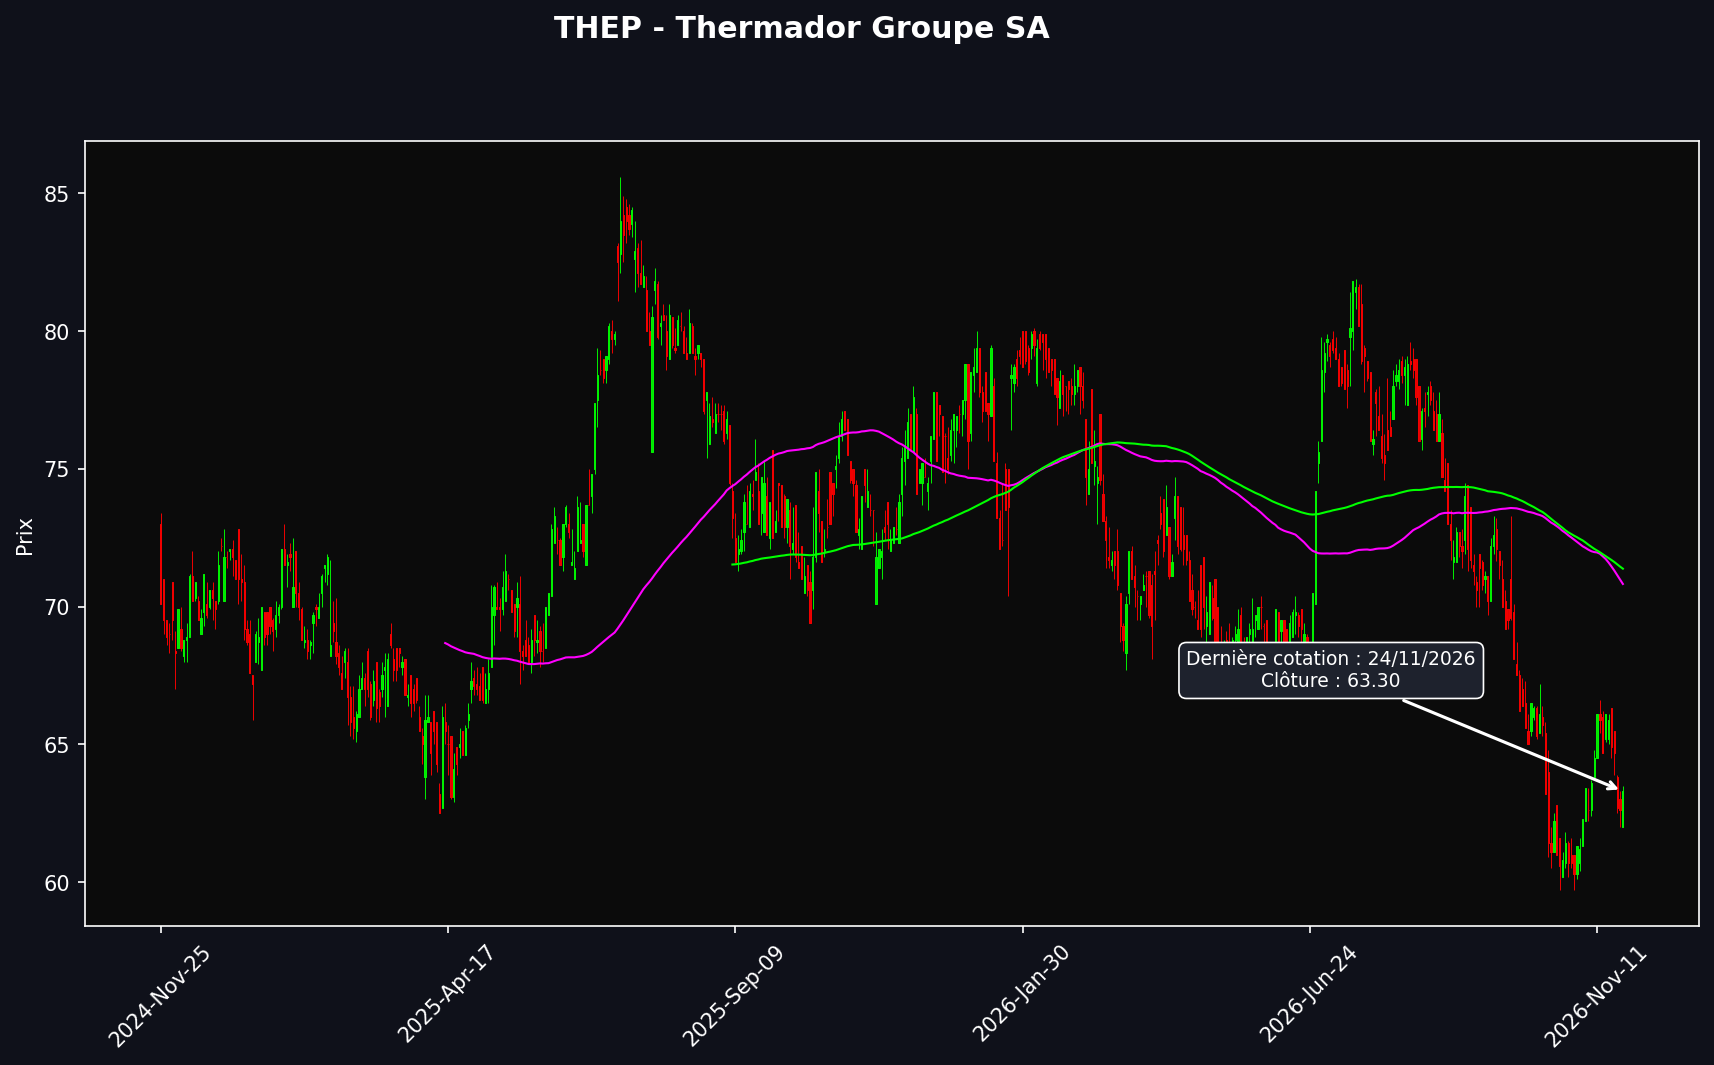 THEP - Thermador Groupe SA
Prix
85
80
75
70
65
60
Dernière cotation : 24/11/2026
Clôture : 63.30
2024-Nov-25
2025-Apr-17
2025-Sep-09
2026-Jan-30
2026-Jun-24
2026-Nov-11